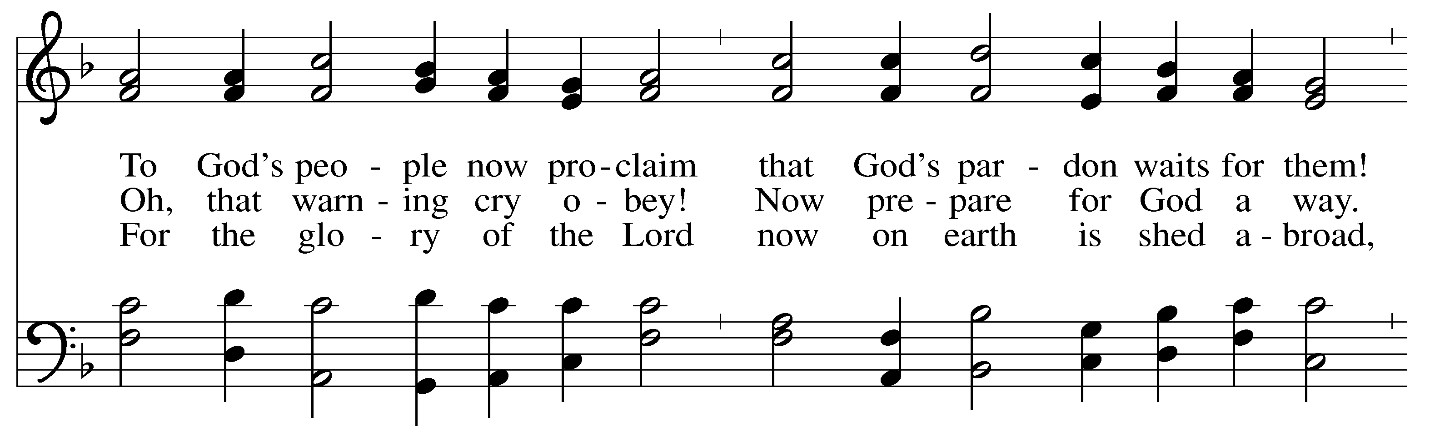 To God's peo - ple now pro - claim that God's par - don waits for them!
Oh, that warn - ing cry o - bey! Now pre - pare for God a way.
For the glo - ry of the Lord now on earth is shed a - broad,